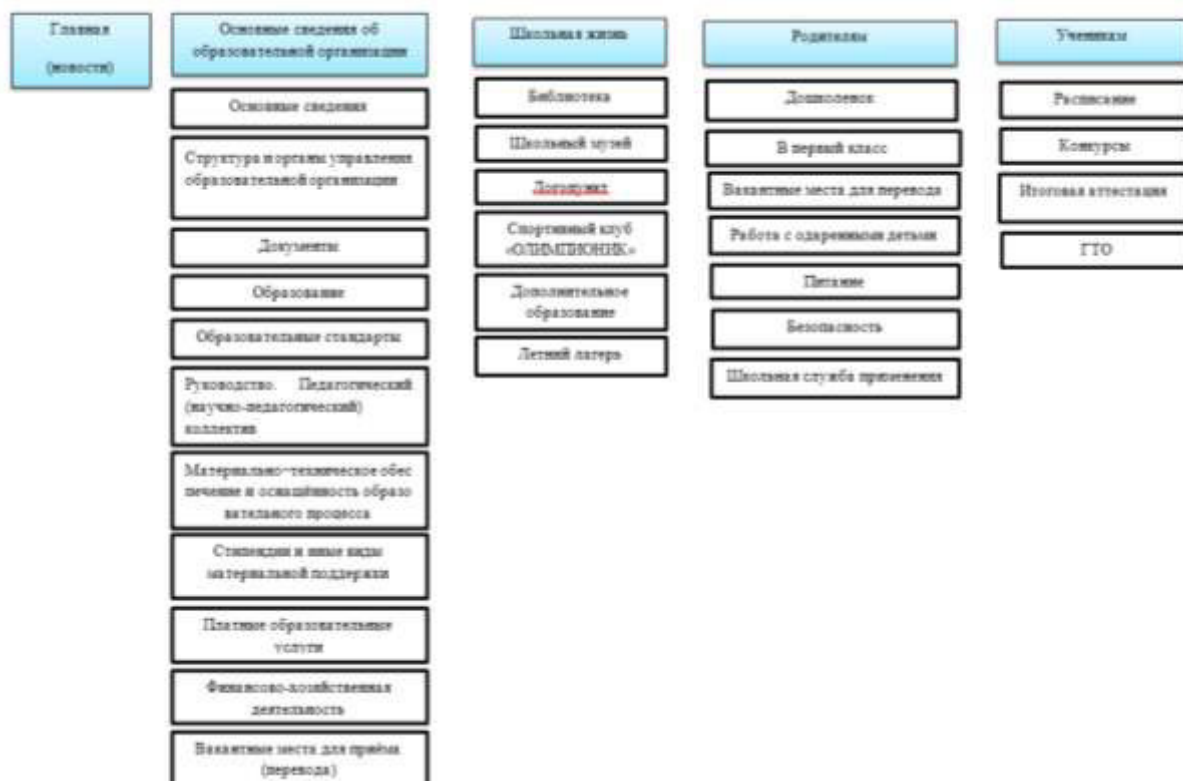 Главная
(новости)
Основные сведения об
образовательной организации
Основные сведения
Структура и органы управления
образовательной организации
Документы
Образование
Образовательные стандарты
Руководство. Педагогический
(научно-педагогический)
коллектив
Материально-техническое обес
печение и оснащённость образо
вательного процесса
Стипендии и иные виды
материальной поддержки
Платные образовательные
услуги
Финансово-хозяйственная
деятельность
Вакантные места для приёма
(перевода)
Школьная жизнь
Библиотека
Школьный музей
Логопункт
Спортивный клуб
«ОЛИМПИОНИК»
Дополнительное
образование
Летний лагерь
Родителям
Дошколенок
В первый класс
Вакантные места для перевода
Работа с одаренными детьми
Питание
Безопасность
Школьная служба применения
Ученикам
Расписание
Конкурсы
Итоговая аттестация
ГТО